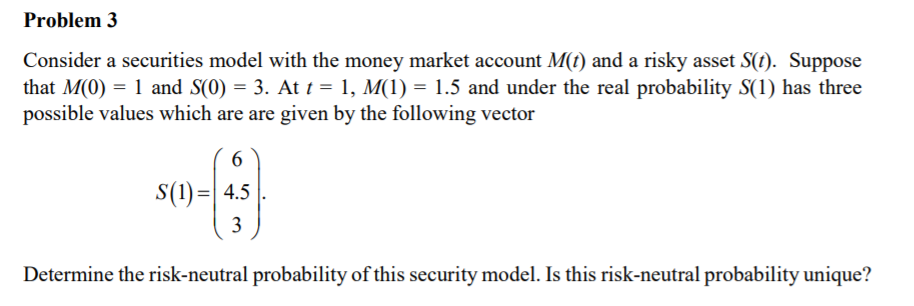 Problem 3
Consider a securities model with the money market account M(t) and a risky asset S(t). Suppose
that M(0) = 1 and S(0) = 3. At t = 1, M(1) = 1.5 and under the real probability S(1) has three
possible values which are are given by the following vector
6
S(1) = 4.5 .
3
Determine the risk-neutral probability of this security model. Is this risk-neutral probability unique?